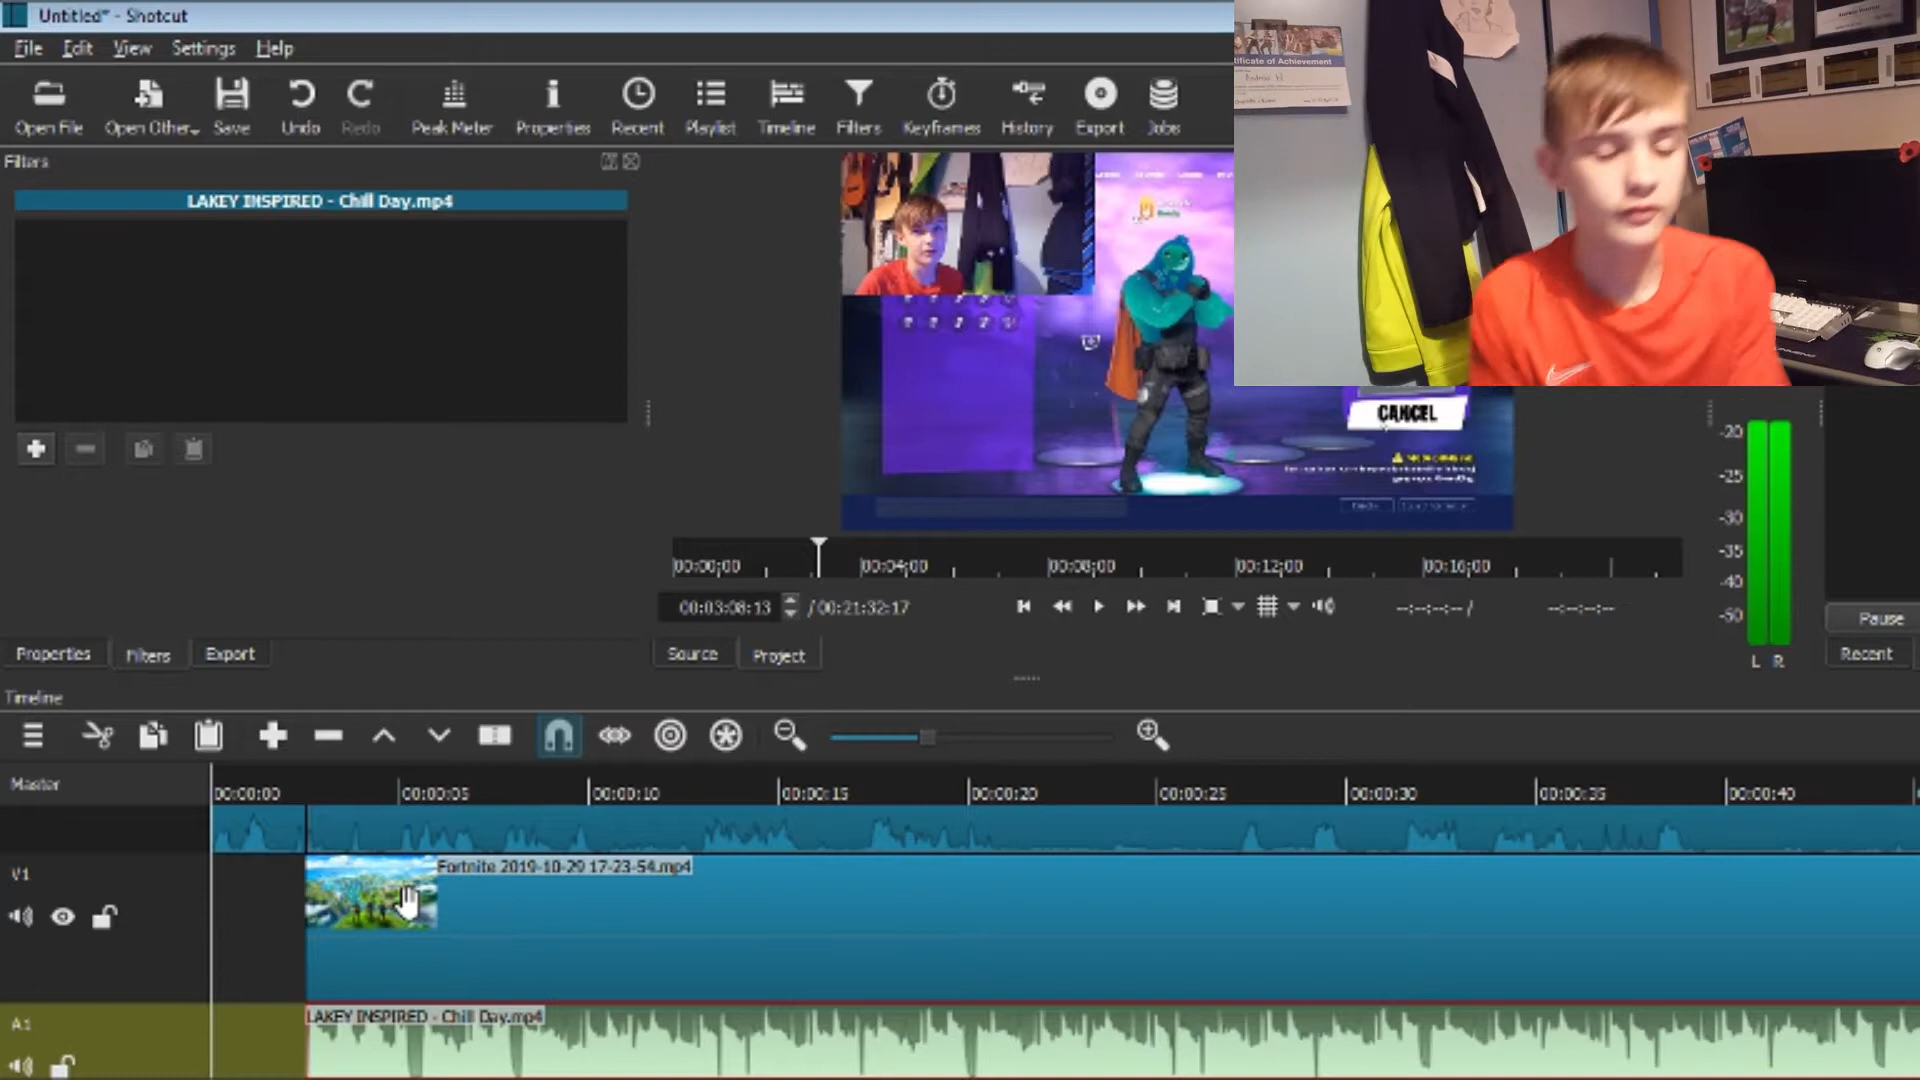 Untitled* - Shotcut
File Edit View Settings Help
Open File Open Other Save Undo Redo Peak Meter Properties Recent Playlist Timeline Filters Keyframes History Export Jobs
Filters
LAKEY INSPIRED - Chill Day.mp4
Certificate of Achievement
CANCEL
00:00;00 00:04;00 00:08;00 00:12;00 00:16;00
00:03:08:13 / 00:21:32:17 --:--:--:-- / --:--:--:--
-20
-25
-30
-35
-40
-50
L R
Pause
Recent
Properties Filters Export
Source Project
Timeline
Master
00:00:00 00:00:05 00:00:10 00:00:15 00:00:20 00:00:25 00:00:30 00:00:35 00:00:40
V1
Fortnite 2019-10-29 17-23-54.mp4
A1
LAKEY INSPIRED - Chill Day.mp4